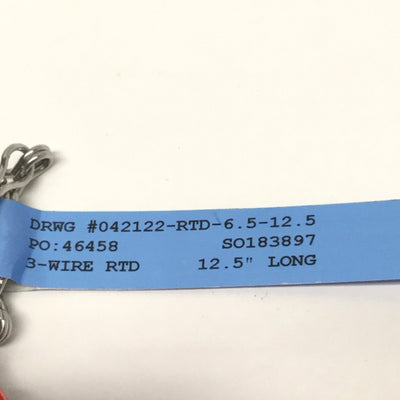 DRWG #042122-RTD-6.5-12.5
PO:46458 SO183897
3-WIRE RTD 12.5" LONG